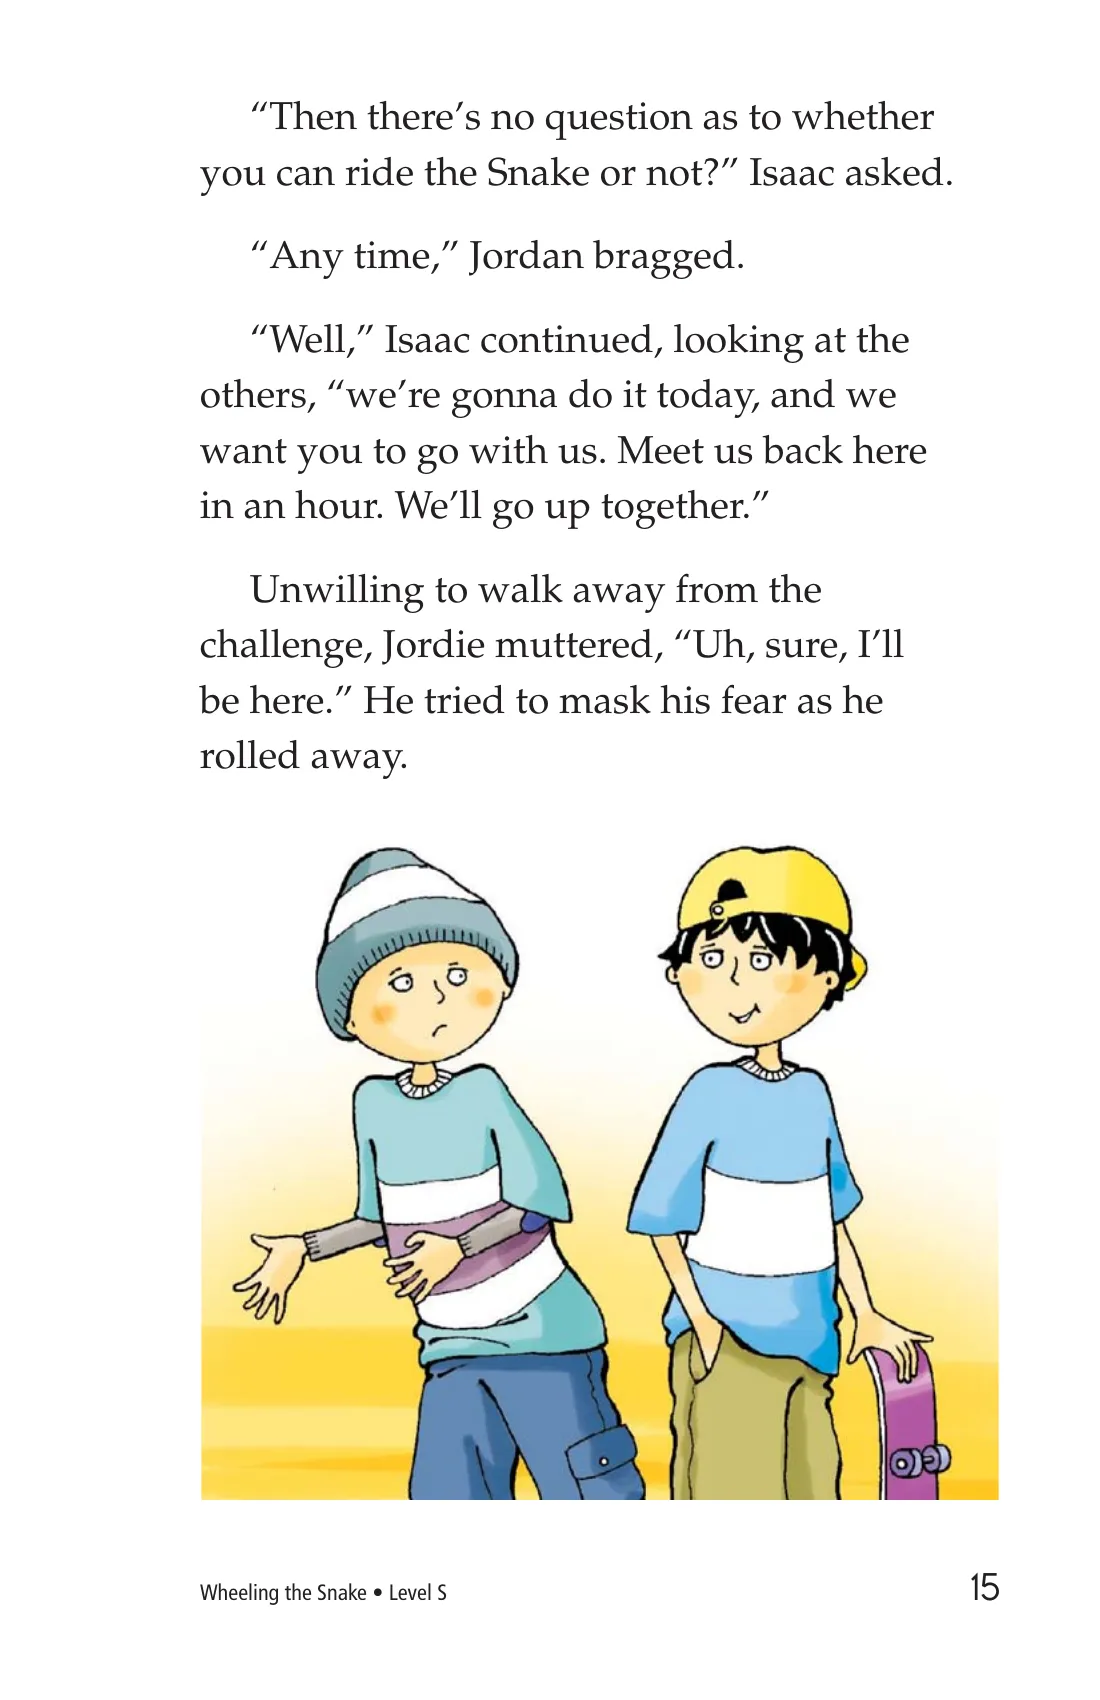 “Then there’s no question as to whether
you can ride the Snake or not?” Isaac asked.
“Any time,” Jordan bragged.
“Well,” Isaac continued, looking at the
others, “we’re gonna do it today, and we
want you to go with us. Meet us back here
in an hour. We’ll go up together.”
Unwilling to walk away from the
challenge, Jordie muttered, “Uh, sure, I’ll
be here.” He tried to mask his fear as he
rolled away.
Wheeling the Snake • Level S
15